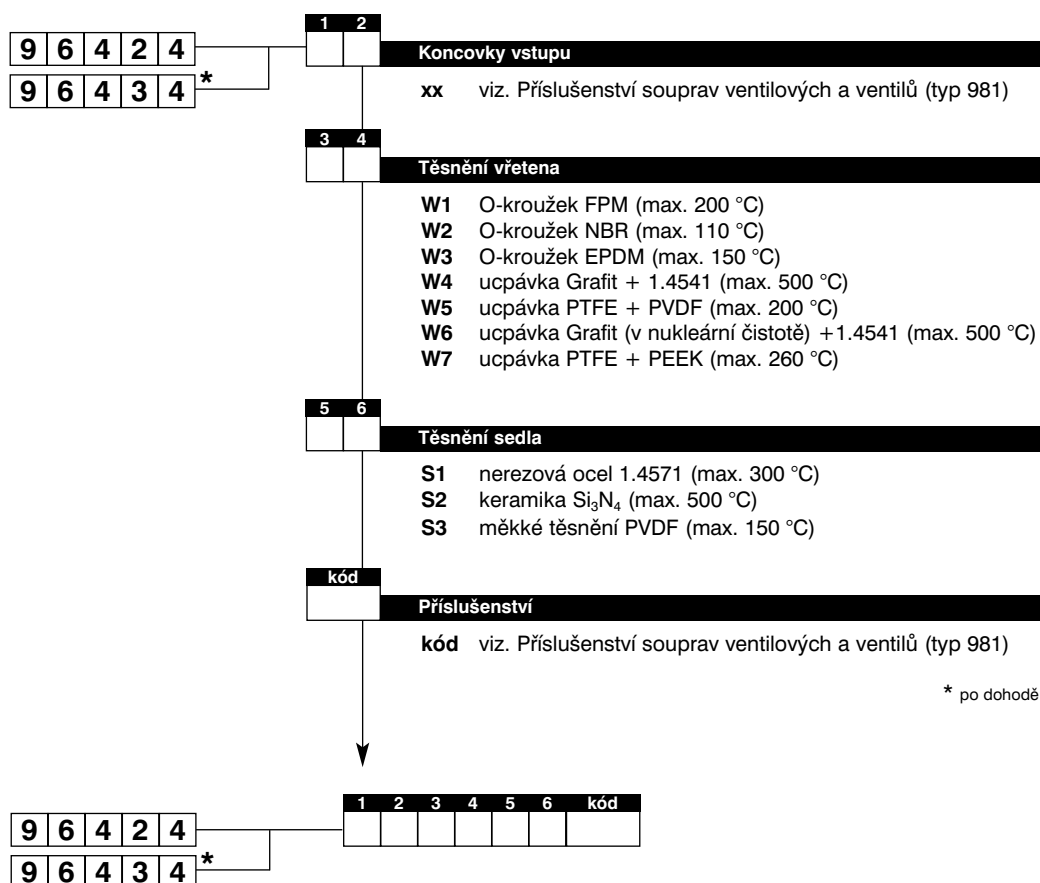 1 2
9 6 4 2 4
Koncovky vstupu
9 6 4 3 4 *
xx viz. Příslušenství souprav ventilových a ventilů (typ 981)
3 4
Těsnění vřetena
W1 O-kroužek FPM (max. 200 °C)
W2 O-kroužek NBR (max. 110 °C)
W3 O-kroužek EPDM (max. 150 °C)
W4 ucpávka Grafit + 1.4541 (max. 500 °C)
W5 ucpávka PTFE + PVDF (max. 200 °C)
W6 ucpávka Grafit (v nukleární čistotě) +1.4541 (max. 500 °C)
W7 ucpávka PTFE + PEEK (max. 260 °C)
5 6
Těsnění sedla
S1 nerezová ocel 1.4571 (max. 300 °C)
S2 keramika Si₃N₄ (max. 500 °C)
S3 měkké těsnění PVDF (max. 150 °C)
kód
Příslušenství
kód viz. Příslušenství souprav ventilových a ventilů (typ 981)
* po dohodě
1 2 3 4 5 6 kód
9 6 4 2 4
9 6 4 3 4 *